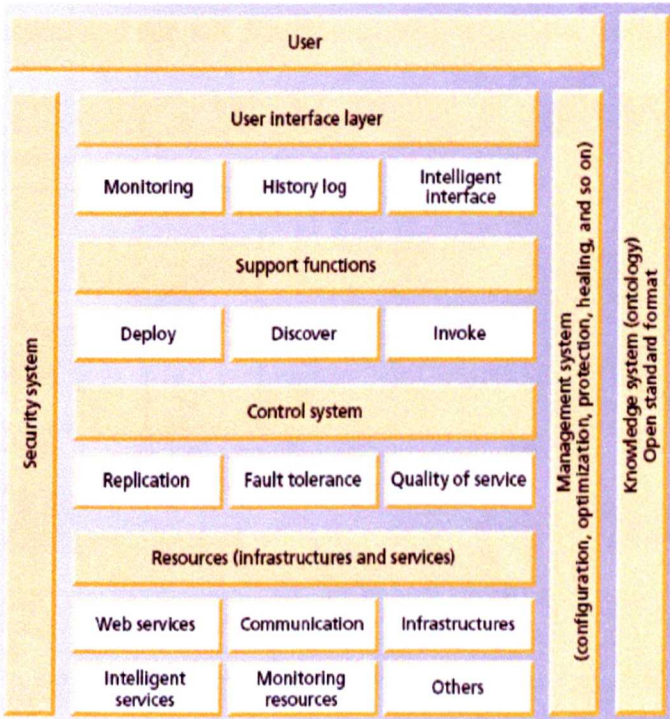 User
User interface layer
Monitoring
History log
Intelligent
interface
Support functions
Deploy
Discover
Invoke
Control system
Replication
Fault tolerance
Quality of service
Resources (infrastructures and services)
Web services
Communication
Infrastructures
Intelligent
services
Monitoring
resources
Others
Security system
Management system
(configuration, optimization, protection, healing, and so on)
Knowledge system (ontology)
Open standard format